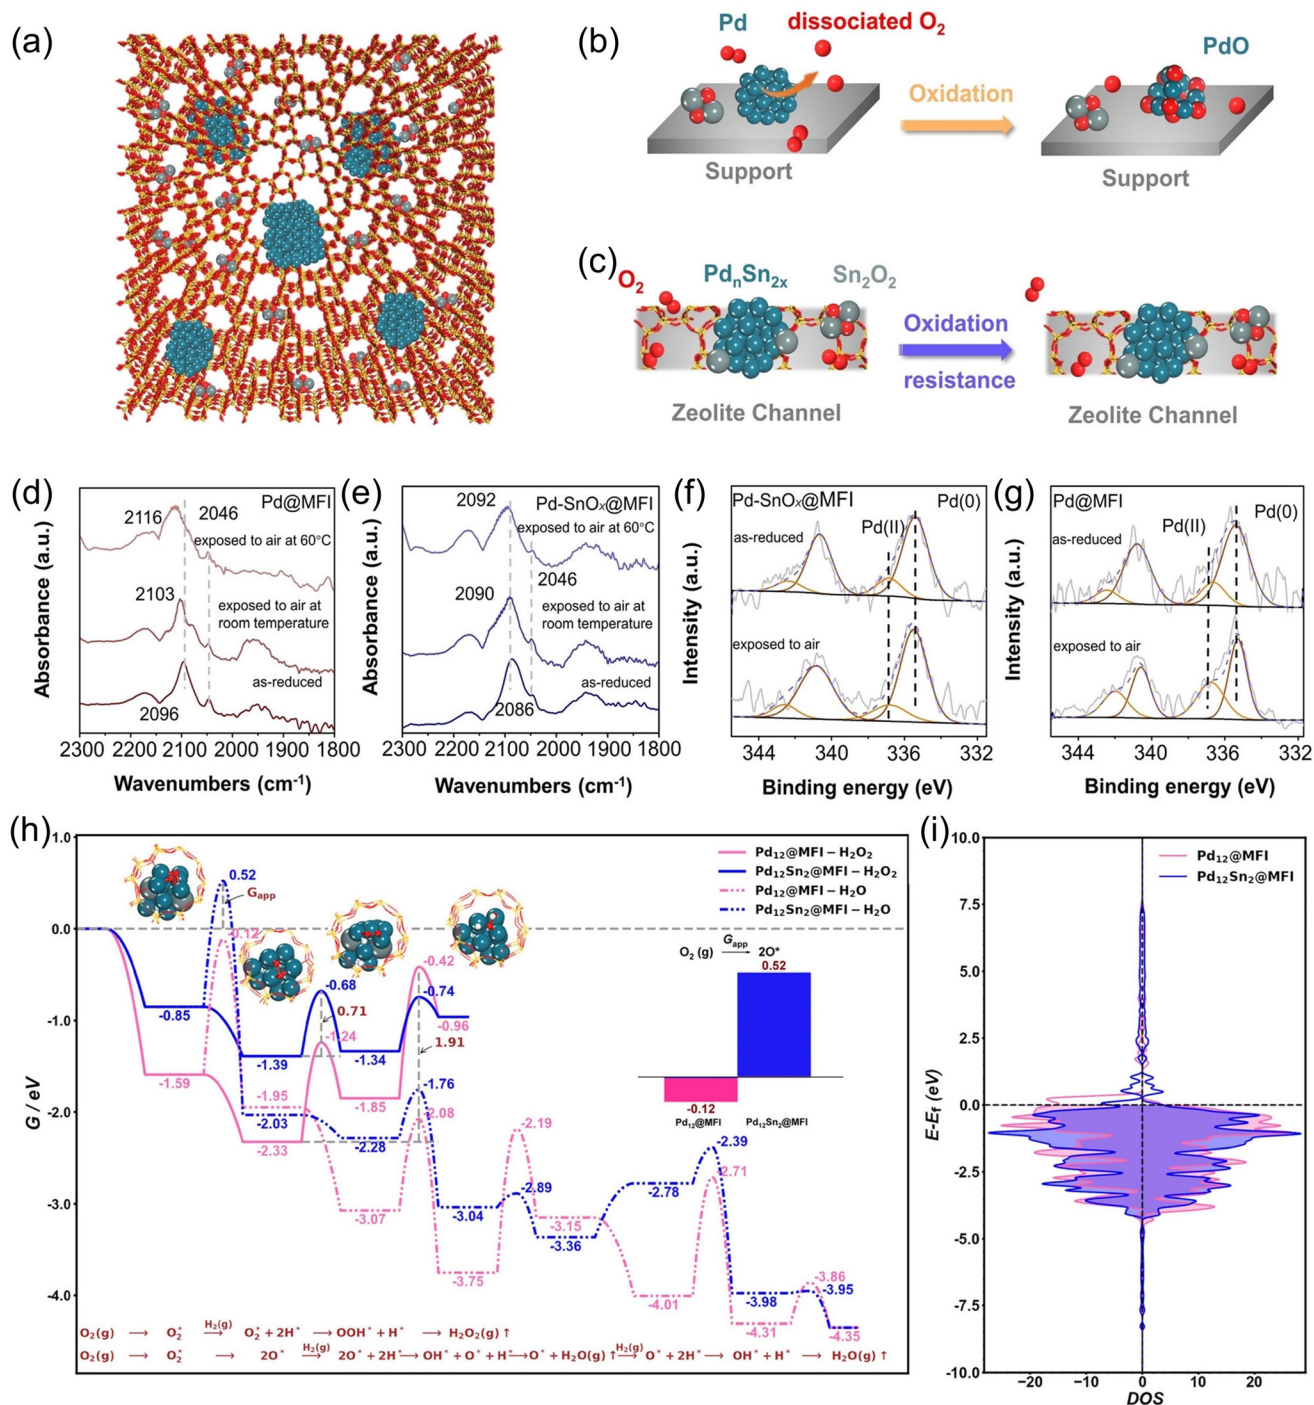 (a)
(b)
Pd
dissociated O₂
PdO
Oxidation
Support
Support
(c)
O₂
PdₙSn₂ₓ
Sn₂O₂
Oxidation
resistance
Zeolite Channel
Zeolite Channel
(d)
Pd@MFI
2116
2046
exposed to air at 60°C
2103
exposed to air at
room temperature
as-reduced
2096
Absorbance (a.u.)
2300 2200 2100 2000 1900 1800
Wavenumbers (cm⁻¹)
(e)
2092
Pd-SnOₓ@MFI
exposed to air at 60°C
2046
2090
exposed to air at
room temperature
as-reduced
2086
Absorbance (a.u.)
2300 2200 2100 2000 1900 1800
Wavenumbers (cm⁻¹)
(f)
Pd-SnOₓ@MFI
Pd(0)
Pd(II)
as-reduced
exposed to air
Intensity (a.u.)
344 340 336 332
Binding energy (eV)
(g)
Pd@MFI
Pd(0)
Pd(II)
as-reduced
exposed to air
Intensity (a.u.)
344 340 336 332
Binding energy (eV)
(h)
1.0
0.0
-1.0
-2.0
-3.0
-4.0
G / eV
Pd₁₂@MFI – H₂O₂
Pd₁₂Sn₂@MFI – H₂O₂
Pd₁₂@MFI – H₂O
Pd₁₂Sn₂@MFI – H₂O
0.52
G_app
-0.12
-0.42
-0.68
-0.74
-0.85
0.71
-0.96
-1.24
1.91
-1.39
-1.34
-1.59
-1.85
-1.76
-1.95
-2.03
-2.08
-2.19
-2.28
-2.33
-2.39
-2.71
-2.78
-2.89
-3.07
-3.04
-3.15
-3.36
-3.75
-3.86
-3.95
-4.01
-3.98
-4.31
-4.35
O₂ (g) G_app → 2O*
0.52
-0.12
Pd₁₂@MFI
Pd₁₂Sn₂@MFI
O₂(g) → O₂* H₂(g) → O₂* + 2H* → OOH* + H* → H₂O₂(g) ↑
O₂(g) → O₂* → 2O* H₂(g) → 2O* + 2H* → OH* + O* + H* → O* + H₂O(g) ↑ H₂(g) → O* + 2H* → OH* + H* → H₂O(g) ↑
(i)
Pd₁₂@MFI
Pd₁₂Sn₂@MFI
10.0
7.5
5.0
2.5
0.0
-2.5
-5.0
-7.5
-10.0
E-E_f (eV)
−20 −10 0 10 20
DOS